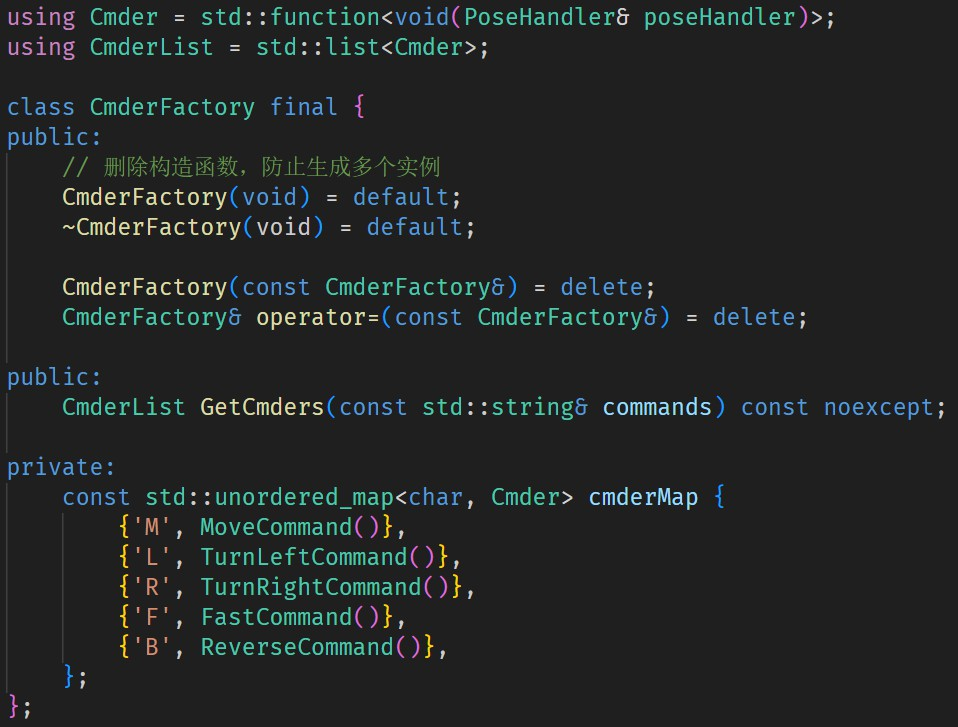 using Cmder = std::function<void(PoseHandler& poseHandler)>;
using CmderList = std::list<Cmder>;

class CmderFactory final {
public:
    // 删除构造函数，防止生成多个实例
    CmderFactory(void) = default;
    ~CmderFactory(void) = default;

    CmderFactory(const CmderFactory&) = delete;
    CmderFactory& operator=(const CmderFactory&) = delete;

public:
    CmderList GetCmders(const std::string& commands) const noexcept;

private:
    const std::unordered_map<char, Cmder> cmderMap {
        {'M', MoveCommand()},
        {'L', TurnLeftCommand()},
        {'R', TurnRightCommand()},
        {'F', FastCommand()},
        {'B', ReverseCommand()},
    };
};